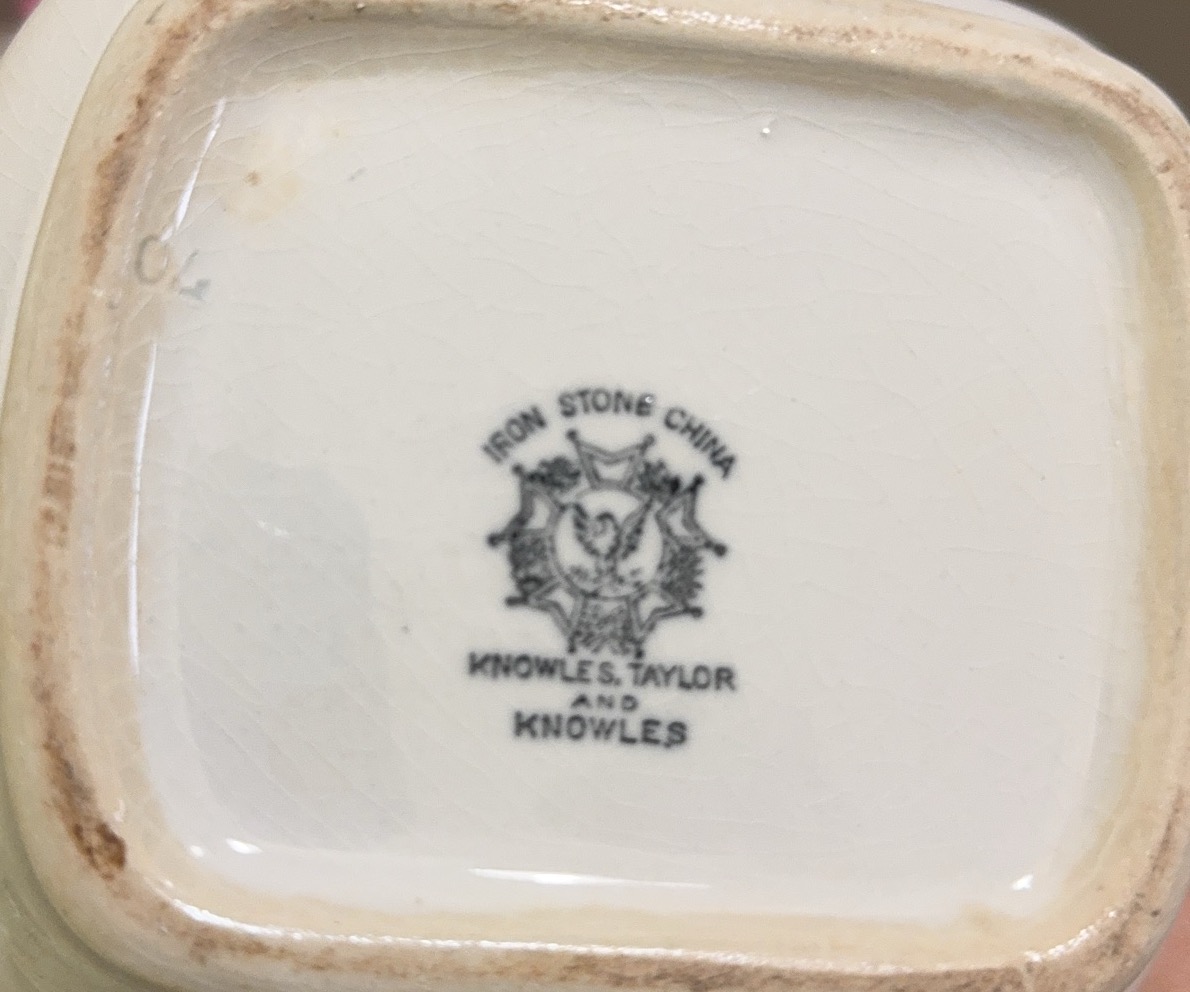 IRON STONE CHINA
KNOWLES, TAYLOR
AND
KNOWLES